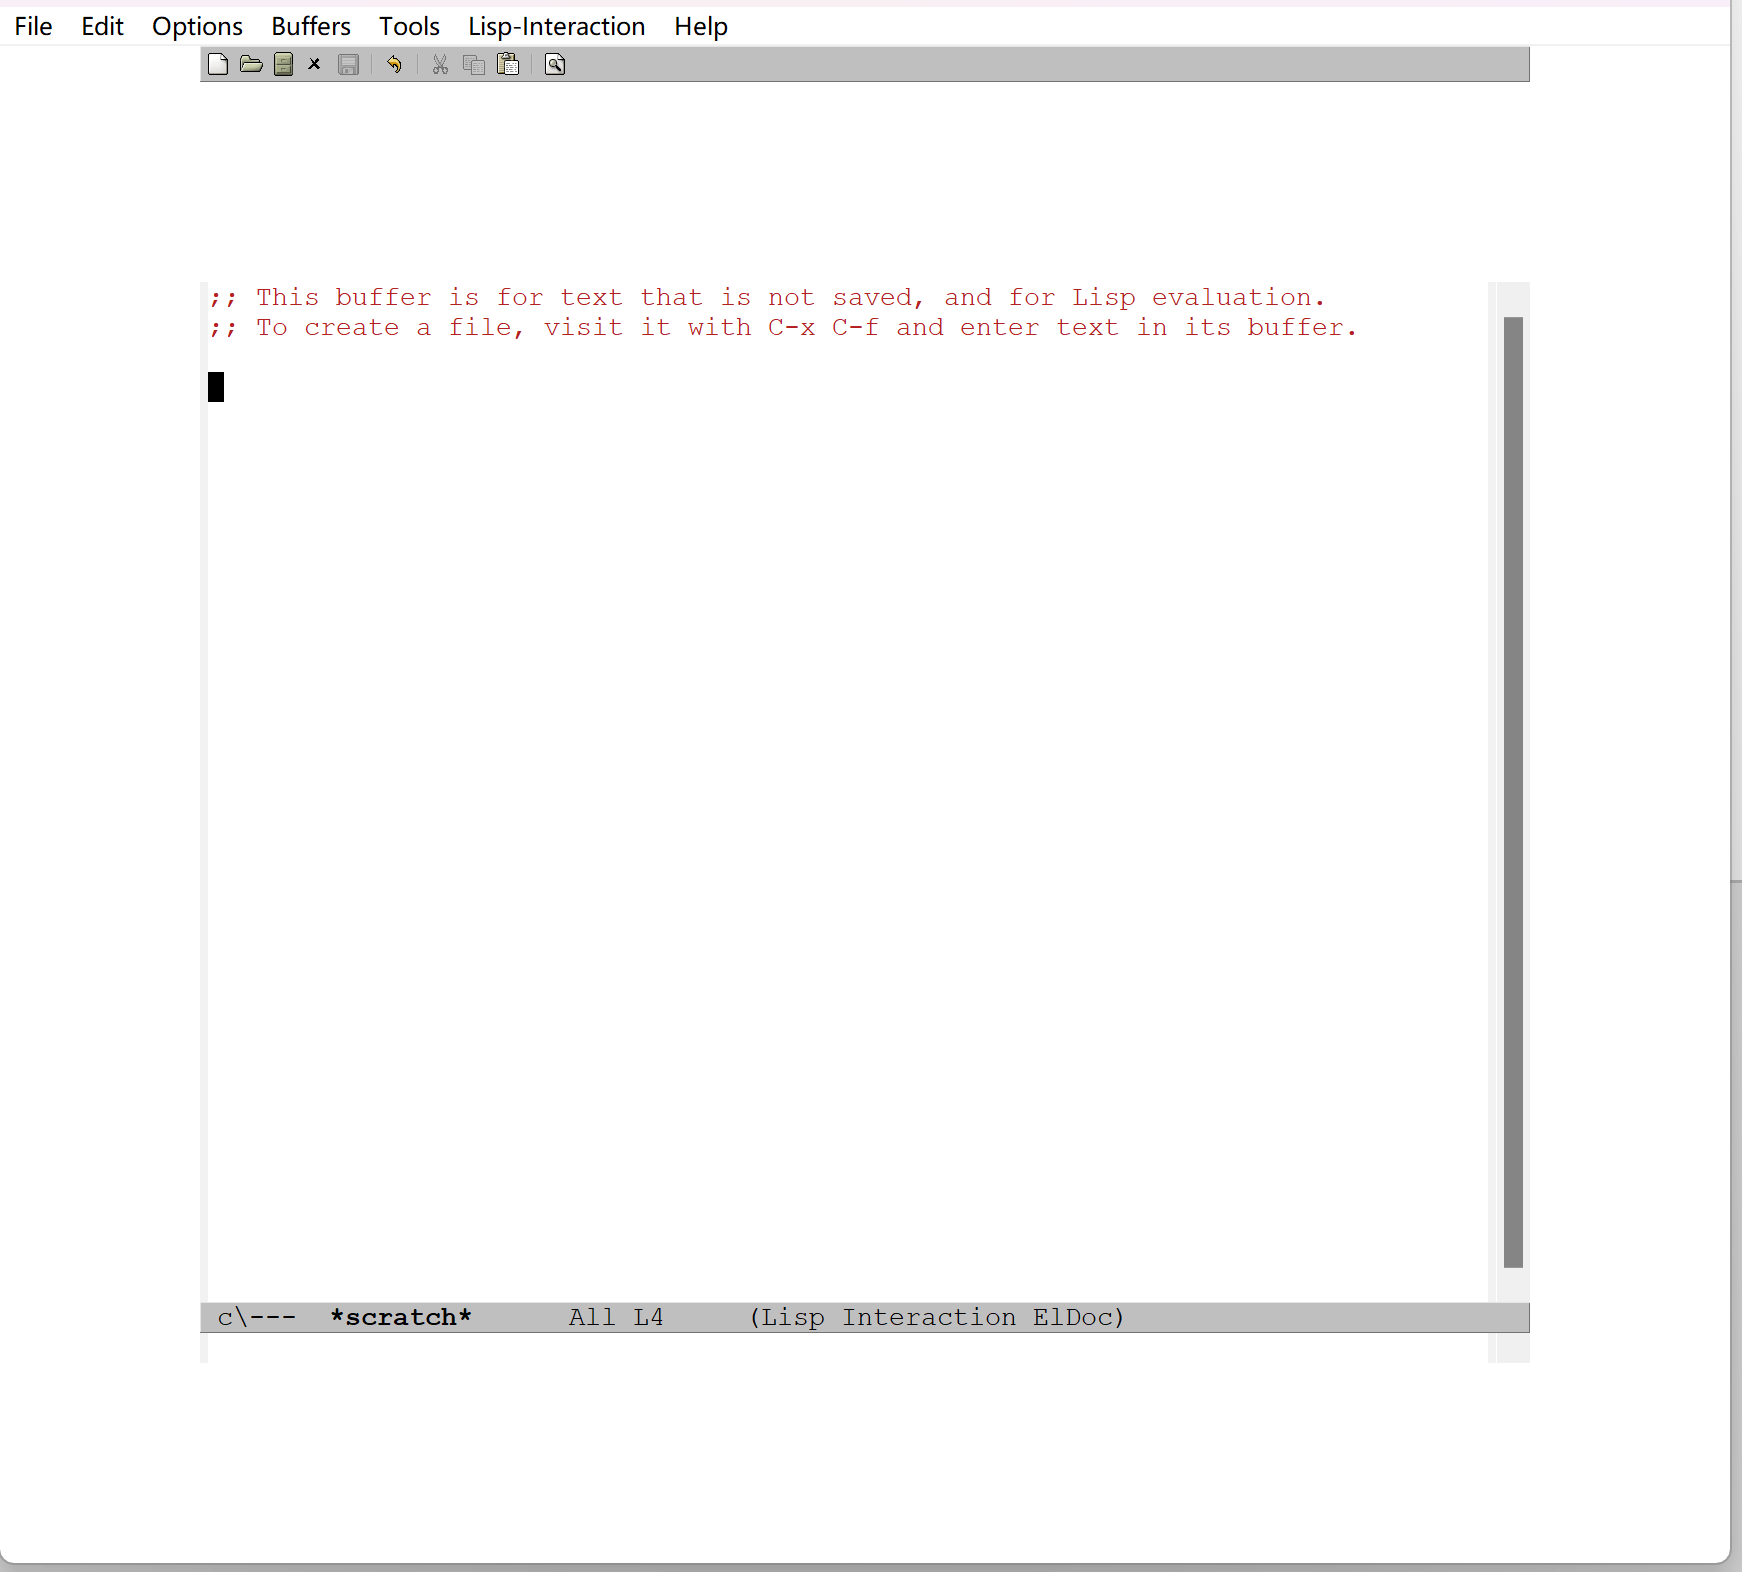 File Edit Options Buffers Tools Lisp-Interaction Help
;; This buffer is for text that is not saved, and for Lisp evaluation.
;; To create a file, visit it with C-x C-f and enter text in its buffer.
c\--- *scratch* All L4 (Lisp Interaction ElDoc)